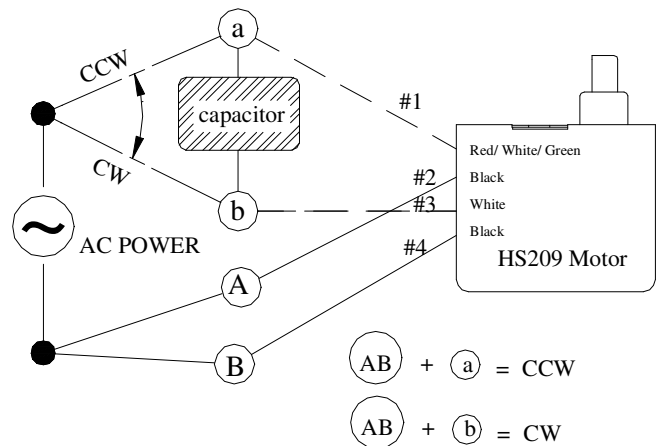 a
CCW
capacitor
#1
Red/ White/ Green
#2
Black
CW
#3
White
b
#4
Black
AC POWER
HS209 Motor
A
B
AB + a = CCW
AB + b = CW